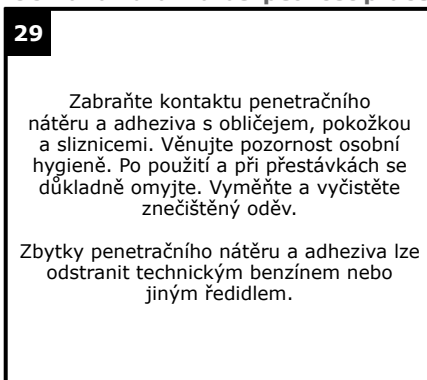 29
Zabraňte kontaktu penetračního
nátěru a adheziva s obličejem, pokožkou
a sliznicemi. Věnujte pozornost osobní
hygieně. Po použití a při přestávkách se
důkladně omyjte. Vyměňte a vyčistěte
znečištěný oděv.
Zbytky penetračního nátěru a adheziva lze
odstranit technickým benzínem nebo
jiným ředidlem.